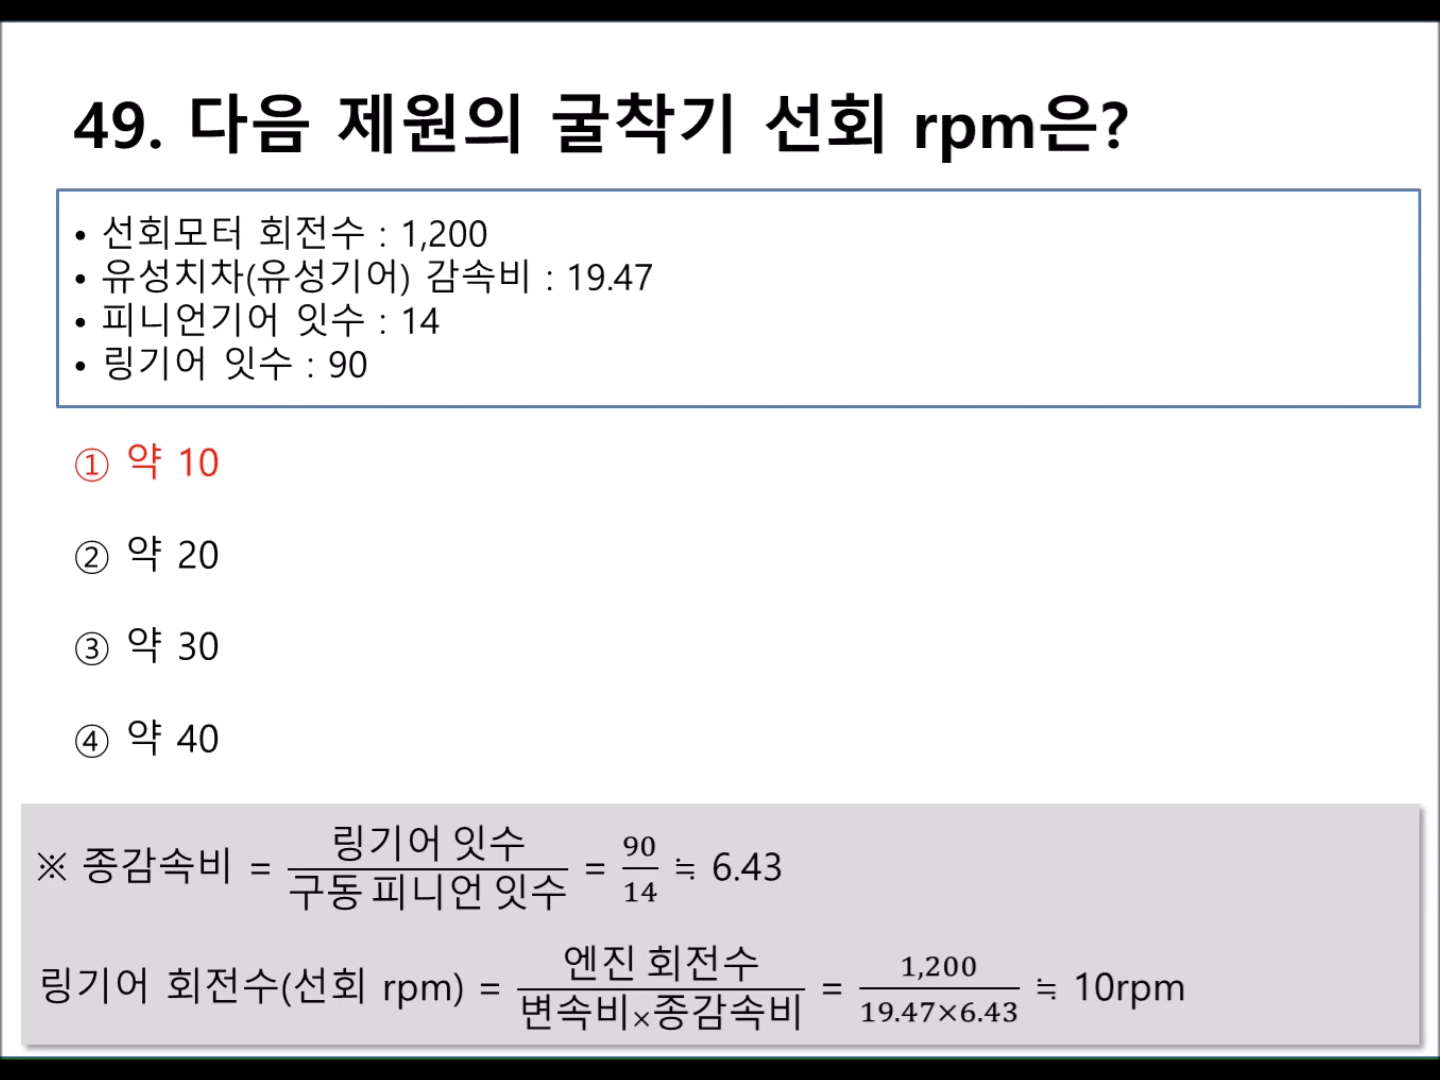 49. 다음 제원의 굴착기 선회 rpm은?
• 선회모터 회전수 : 1,200
• 유성치차(유성기어) 감속비 : 19.47
• 피니언기어 잇수 : 14
• 링기어 잇수 : 90
① 약 10
② 약 20
③ 약 30
④ 약 40
※ 종감속비 = 링기어 잇수 / 구동 피니언 잇수 = 90 / 14 ≒ 6.43
링기어 회전수(선회 rpm) = 엔진 회전수 / 변속비×종감속비 = 1,200 / 19.47×6.43 ≒ 10rpm